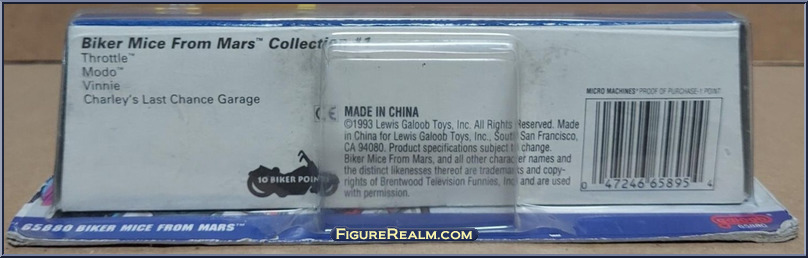 Biker Mice From Mars™ Collection #1
Throttle™
Modo™
Vinnie
Charley's Last Chance Garage
MICRO MACHINES® PROOF OF PURCHASE-1 POINT
CE
MADE IN CHINA
©1993 Lewis Galoob Toys, Inc. All Rights Reserved. Made
in China for Lewis Galoob Toys, Inc., South San Francisco,
CA 94080. Product specifications subject to change.
Biker Mice From Mars, and all other character names and
the distinct likenesses thereof are trademarks and copy-
rights of Brentwood Television Funnies, Inc. and are used
with permission.
10 BIKER POINTS
0 47246 65895 4
65880 BIKER MICE FROM MARS™
FIGUREREALM.COM